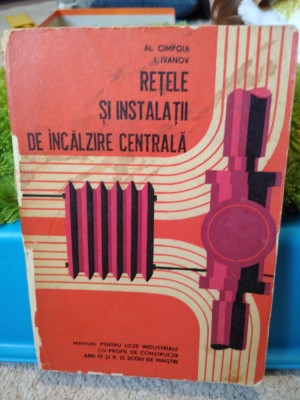 AL. CIMPOIA
I. IVANOV
REȚELE
ȘI INSTALAȚII
DE ÎNCĂLZIRE CENTRALĂ
MANUAL PENTRU LICEE INDUSTRIALE
CU PROFIL DE CONSTRUCȚII
ANII IV ȘI V, ȘI ȘCOLI DE MAIȘTRI